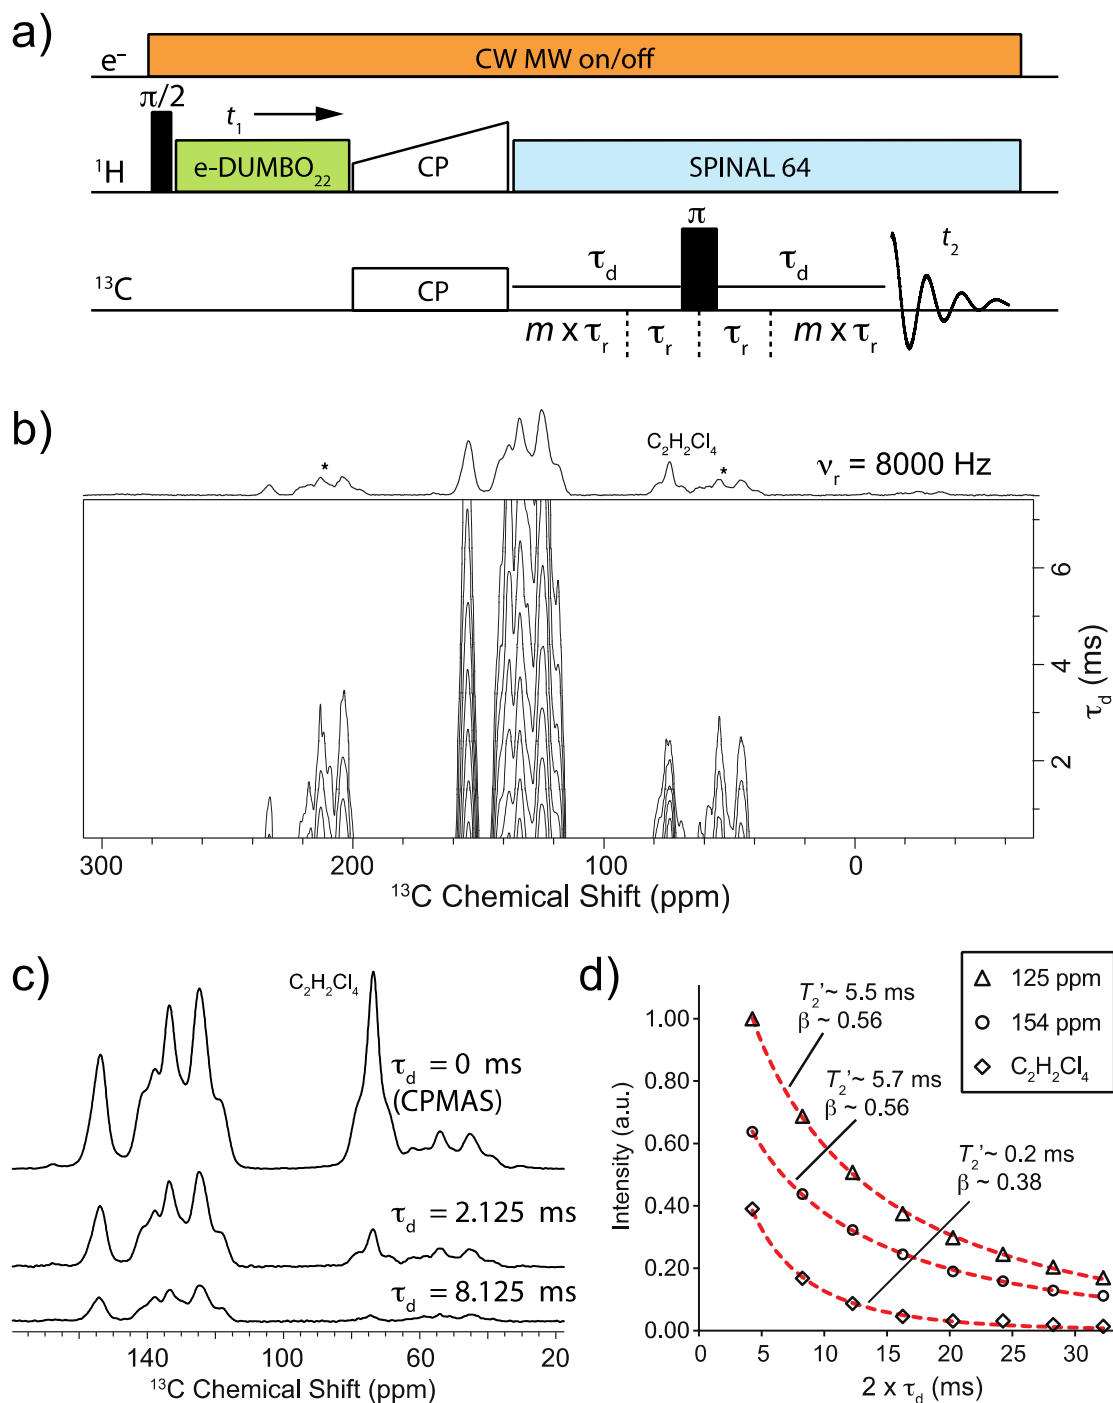 a)
e⁻
CW MW on/off
π/2
t₁
¹H
e-DUMBO₂₂
CP
SPINAL 64
π
t₂
¹³C
CP
τd
τd
m x τr
τr
τr
m x τr
b)
C₂H₂Cl₄
*
*
νr = 8000 Hz
6
4
2
τd (ms)
300
200
100
0
¹³C Chemical Shift (ppm)
c)
C₂H₂Cl₄
τd = 0 ms
(CPMAS)
τd = 2.125 ms
τd = 8.125 ms
140
100
60
20
¹³C Chemical Shift (ppm)
d)
125 ppm
154 ppm
C₂H₂Cl₄
T₂'~ 5.5 ms
β ~ 0.56
T₂'~ 5.7 ms
β ~ 0.56
T₂'~ 0.2 ms
β ~ 0.38
1.00
0.80
0.60
0.40
0.20
0.00
Intensity (a.u.)
0
5
10
15
20
25
30
2 x τd (ms)